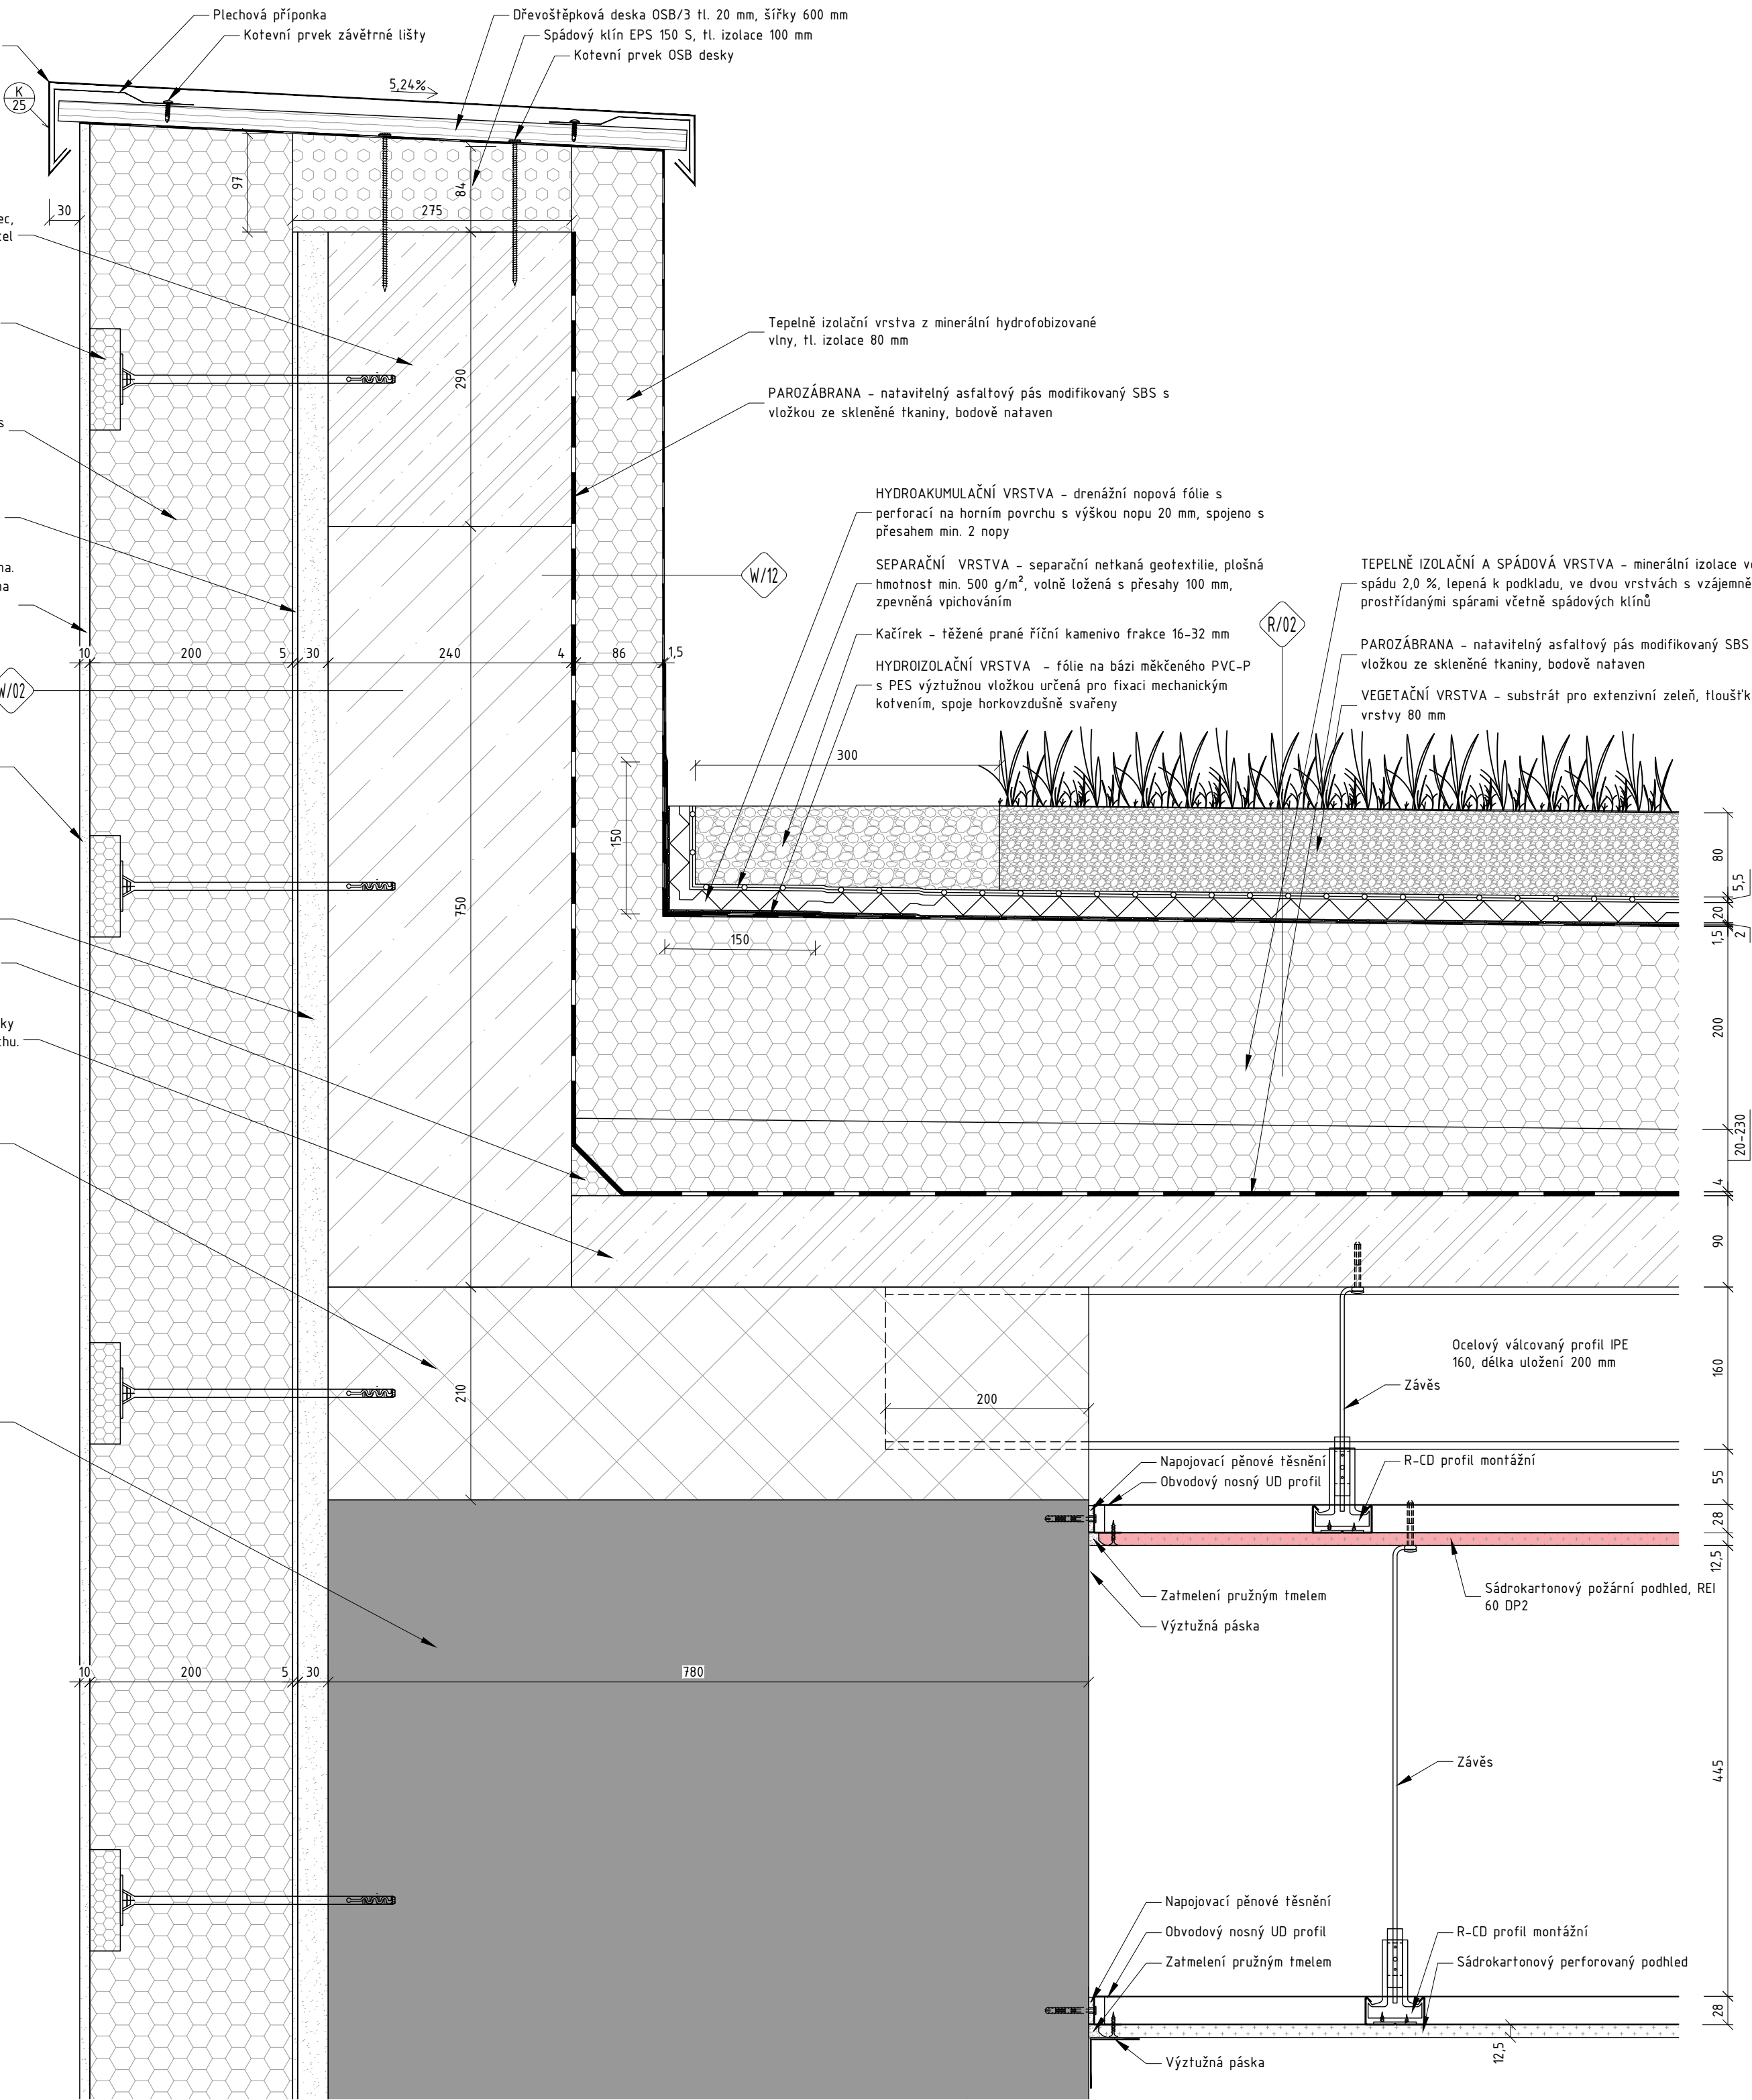 Plechová příponka
Kotevní prvek závětrné lišty
Dřevoštěpková deska OSB/3 tl. 20 mm, šířky 600 mm
Spádový klín EPS 150 S, tl. izolace 100 mm
Kotevní prvek OSB desky
K
25
5,24%
97
84
30
275
ec,
tel
290
Tepelně izolační vrstva z minerální hydrofobizované
vlny, tl. izolace 80 mm
PAROZÁBRANA - natavitelný asfaltový pás modifikovaný SBS s
vložkou ze skleněné tkaniny, bodově nataven
s
HYDROAKUMULAČNÍ VRSTVA - drenážní nopová fólie s
perforací na horním povrchu s výškou nopu 20 mm, spojeno s
přesahem min. 2 nopy
SEPARAČNÍ VRSTVA - separační netkaná geotextilie, plošná
hmotnost min. 500 g/m², volně ložená s přesahy 100 mm,
zpevněná vpichováním
Kačírek - těžené prané říční kamenivo frakce 16-32 mm
HYDROIZOLAČNÍ VRSTVA - fólie na bázi měkčeného PVC-P
s PES výztužnou vložkou určená pro fixaci mechanickým
kotvením, spoje horkovzdušně svařeny
TEPELNĚ IZOLAČNÍ A SPÁDOVÁ VRSTVA - minerální izolace ve
spádu 2,0 %, lepená k podkladu, ve dvou vrstvách s vzájemně
prostřídanými spárami včetně spádových klínů
PAROZÁBRANA - natavitelný asfaltový pás modifikovaný SBS
vložkou ze skleněné tkaniny, bodově nataven
VEGETAČNÍ VRSTVA - substrát pro extenzivní zeleň, tloušťk
vrstvy 80 mm
W/12
R/02
na.
na
10
200
5
30
240
4
86
1,5
W/02
300
150
750
150
80
5,5
20
1,5
2
200
20-230
4
90
ky
chu.
210
200
160
Ocelový válcovaný profil IPE
160, délka uložení 200 mm
Závěs
Napojovací pěnové těsnění
Obvodový nosný UD profil
R-CD profil montážní
55
28
12,5
Zatmelení pružným tmelem
Výztužná páska
Sádrokartonový požární podhled, REI
60 DP2
10
200
5
30
780
Závěs
445
Napojovací pěnové těsnění
Obvodový nosný UD profil
Zatmelení pružným tmelem
R-CD profil montážní
Sádrokartonový perforovaný podhled
28
12,5
Výztužná páska